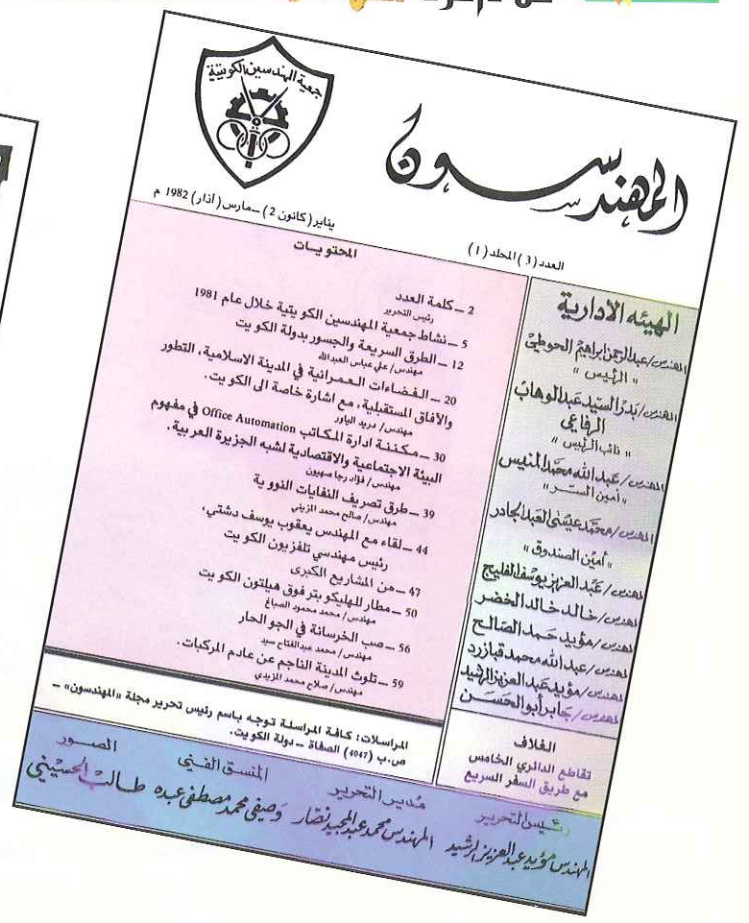 جمعية المهندسين الكويتية
المهندسون
العدد (3) المجلد (1)
يناير (كانون 2) – مارس (آذار) 1982 م
الهيئه الادارية
المهندس/عبدالرحمن ابراهيم الحوطي
"الرئيس"
المهندس/بدر السيد عبدالوهاب
الرفاعي
"نائب الرئيس"
المهندس/عبدالله محمد المنيس
"أمين السر"
المهندس/محمد عيسى العبدالجادر
"أمين الصندوق"
المهندس/عبدالعزيز يوسف الفليج
المهندس/خالد خالد الخضر
المهندس/مؤيد حمد الصالح
المهندس/عبدالله محمد قبازرد
المهندس/مؤيد عبدالعزيز الرشيد
المهندس/جابر أبو الحسن
الغلاف
تقاطع الدائري الخامس
مع طريق السفر السريع
المحتويات
2 – كلمة العدد
رئيس التحرير
5 – نشاط جمعية المهندسين الكويتية خلال عام 1981
12 – الطرق السريعة والجسور بدولة الكويت
مهندس/ علي عباس العبدالله
20 – الفضاءات العمرانية في المدينة الاسلامية، التطور
والآفاق المستقبلية، مع اشارة خاصة الى الكويت.
مهندس/ دريد الياور
30 – مكننة ادارة المكاتب Office Automation في مفهوم
البيئة الاجتماعية والاقتصادية لشبه الجزيرة العربية.
مهندس/ فؤاد رجا صهيون
39 – طرق تصريف النفايات النووية
مهندس/ صالح محمد المزيني
44 – لقاء مع المهندس يعقوب يوسف دشتي،
رئيس مهندسي تلفزيون الكويت
47 – من المشاريع الكبرى
50 – مطار للهليكوبتر فوق هيلتون الكويت
مهندس/ محمد محمود الصباغ
56 – صب الخرسانة في الجو الحار
مهندس/ محمد عبدالفتاح سيد
59 – تلوث المدينة الناجم عن عادم المركبات.
مهندس/ صلاح محمد المزيدي
المراسلات: كافة المراسلة توجه باسم رئيس تحرير مجلة «المهندسون» –
ص.ب (4047) الصفاة – دولة الكويت.
رئيس التحرير
المهندس مؤيد عبدالعزيز الرشيد
مدير التحرير
المهندس محمد عبدالمجيد نصار
المنسق الفني
وصفي محمد مصطفى عبده
المصور
طالب الحسيني